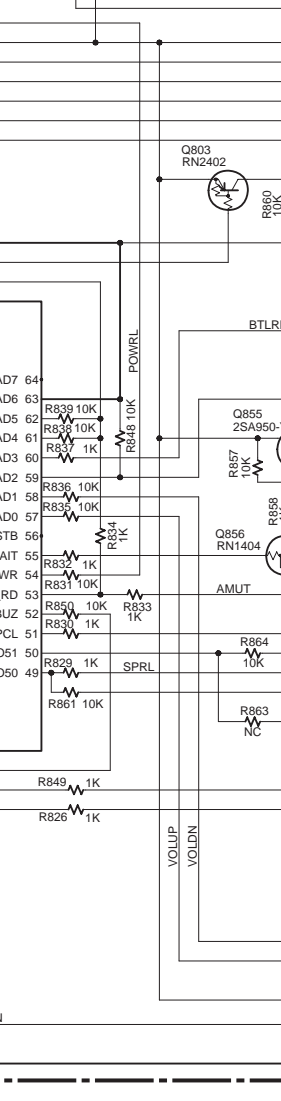 Q803
RN2402
R860
10K
BTLRL
POWRL
AD7 64
AD6 63
AD5 62
R839 10K
AD4 61
R838 10K
AD3 60
R837 1K
R848 10K
AD2 59
AD1 58
R836 10K
AD0 57
R835 10K
STB 56
R834
1K
AIT 55
R832 1K
WR 54
R831 10K
RD 53
R833
1K
AMUT
BUZ 52
R850 10K
PCL 51
R830 1K
D51 50
D50 49
R829 1K
SPRL
R861 10K
Q855
2SA950-
R857
10K
R858
Q856
RN1404
R864
10K
R863
NC
R849 1K
R826 1K
VOLUP
VOLDN
N